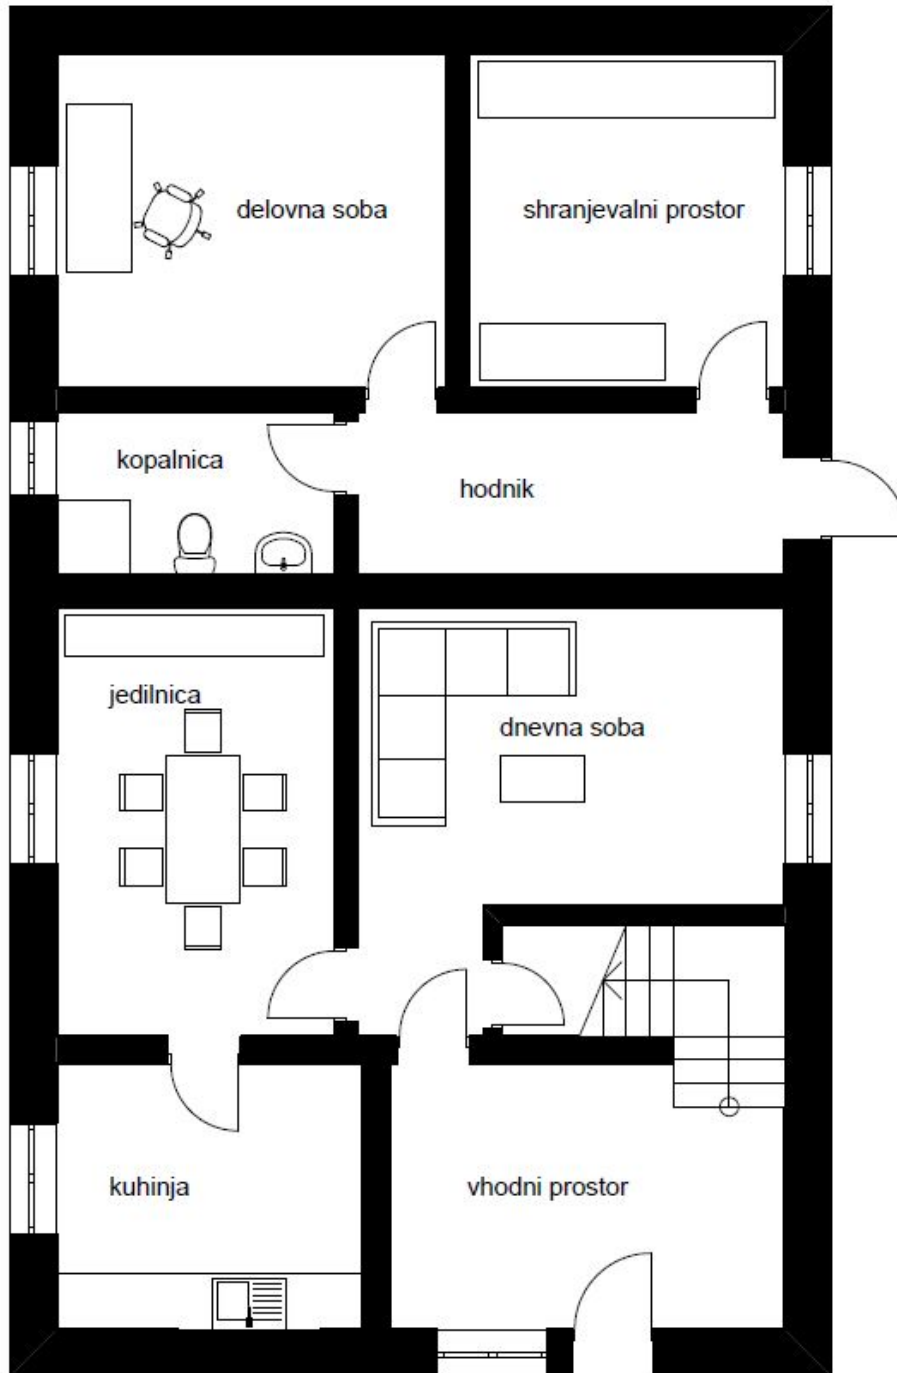 delovna soba
shranjevalni prostor
kopalnica
hodnik
jedilnica
dnevna soba
kuhinja
vhodni prostor